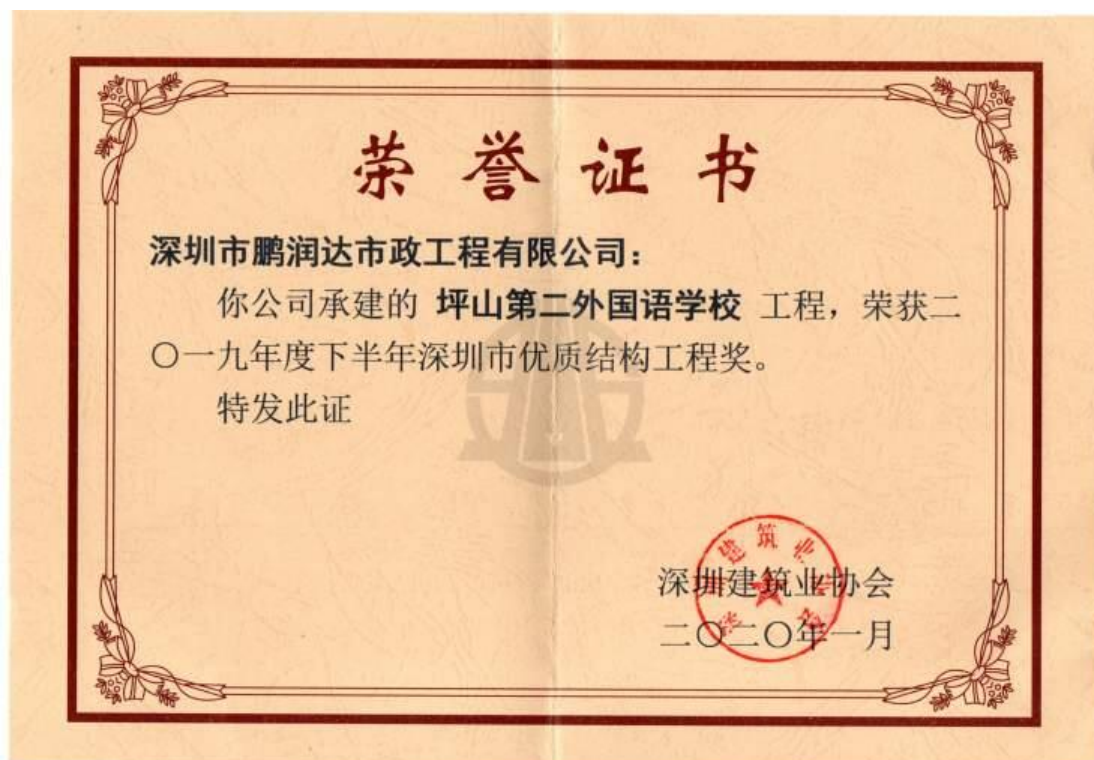 荣誉证书
深圳市鹏润达市政工程有限公司：
你公司承建的 坪山第二外国语学校 工程，荣获二
〇一九年度下半年深圳市优质结构工程奖。
特发此证
深圳建筑业协会
二〇二〇年一月